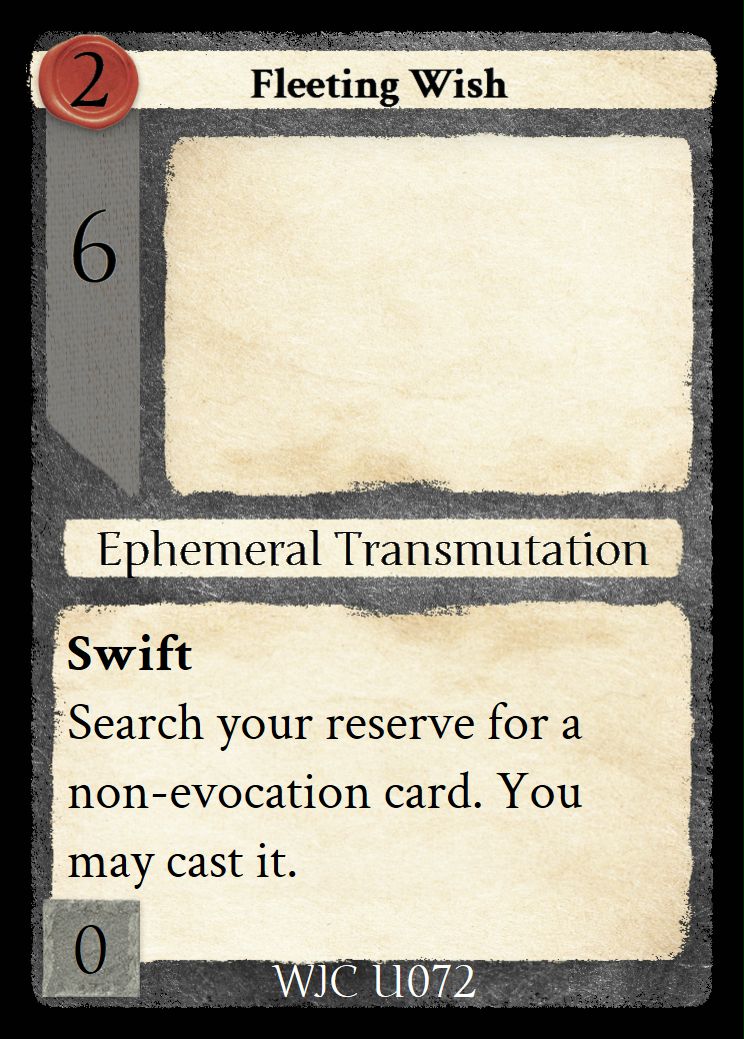 2
Fleeting Wish
6
Ephemeral Transmutation
Swift
Search your reserve for a
non-evocation card. You
may cast it.
0
WJC U072